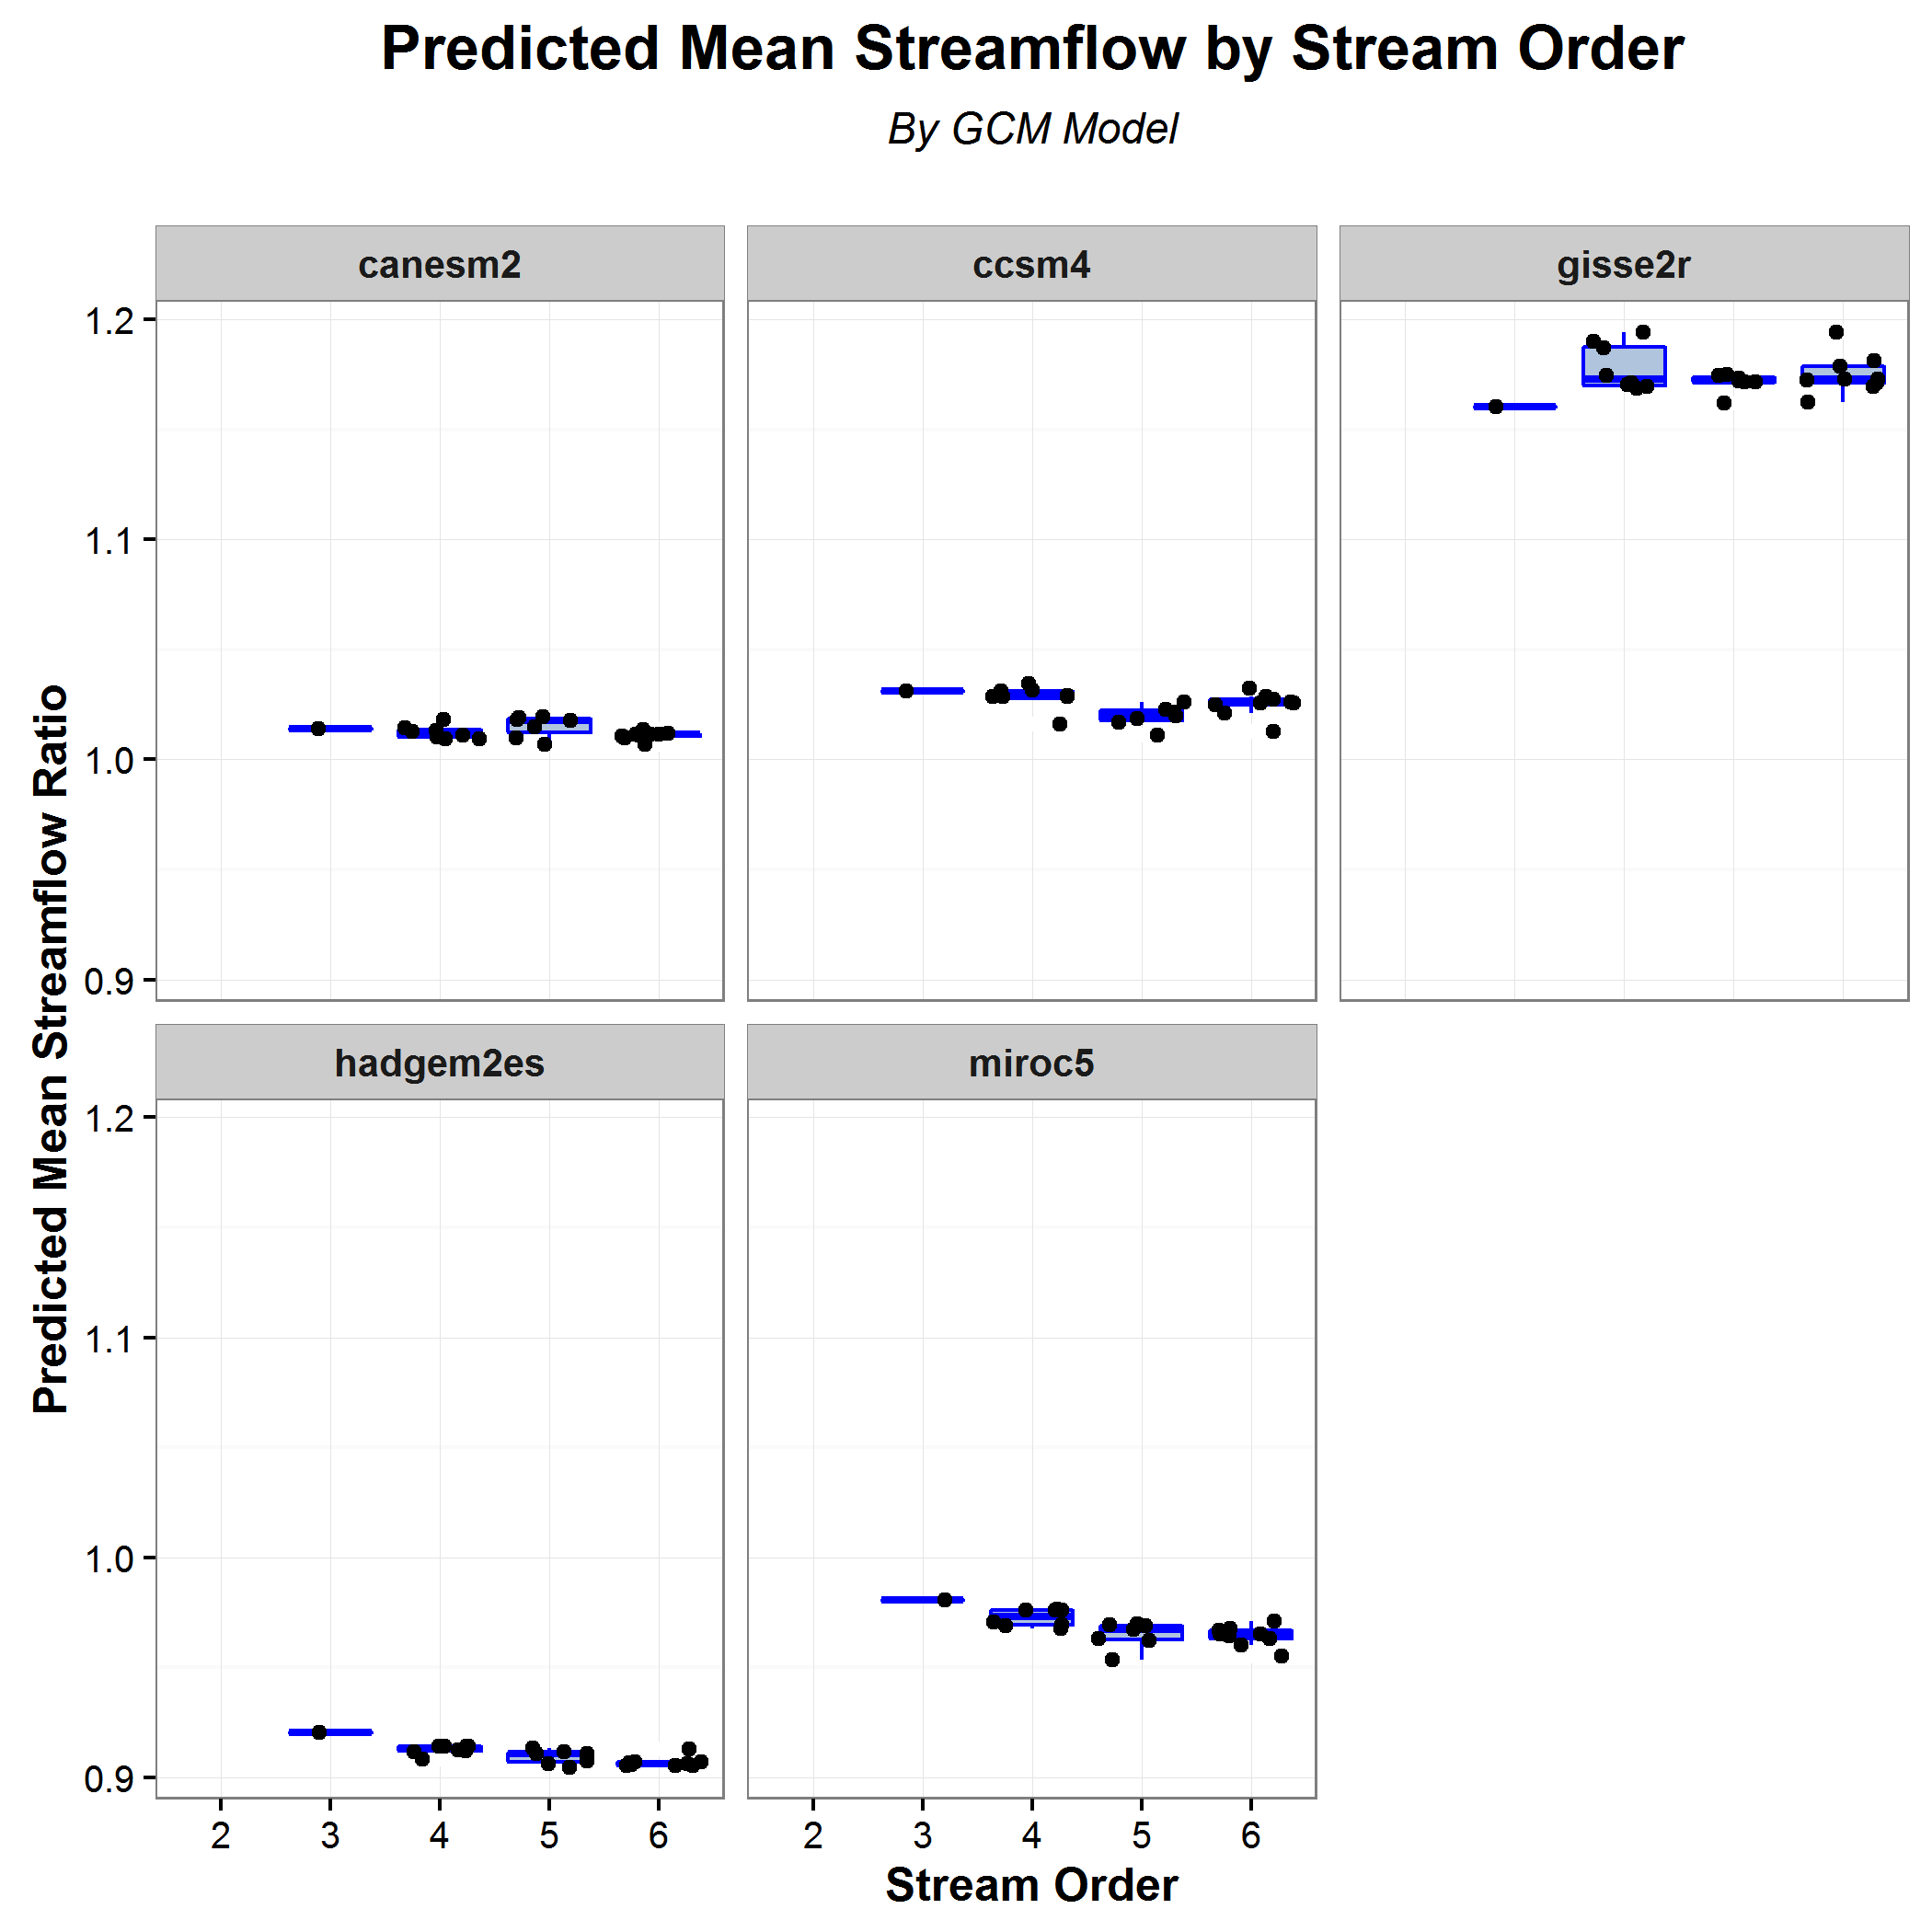 Predicted Mean Streamflow by Stream Order
By GCM Model
canesm2
ccsm4
gisse2r
1.2
1.1
1.0
0.9
hadgem2es
miroc5
1.2
1.1
1.0
0.9
2 3 4 5 6
2 3 4 5 6
Stream Order
Predicted Mean Streamflow Ratio